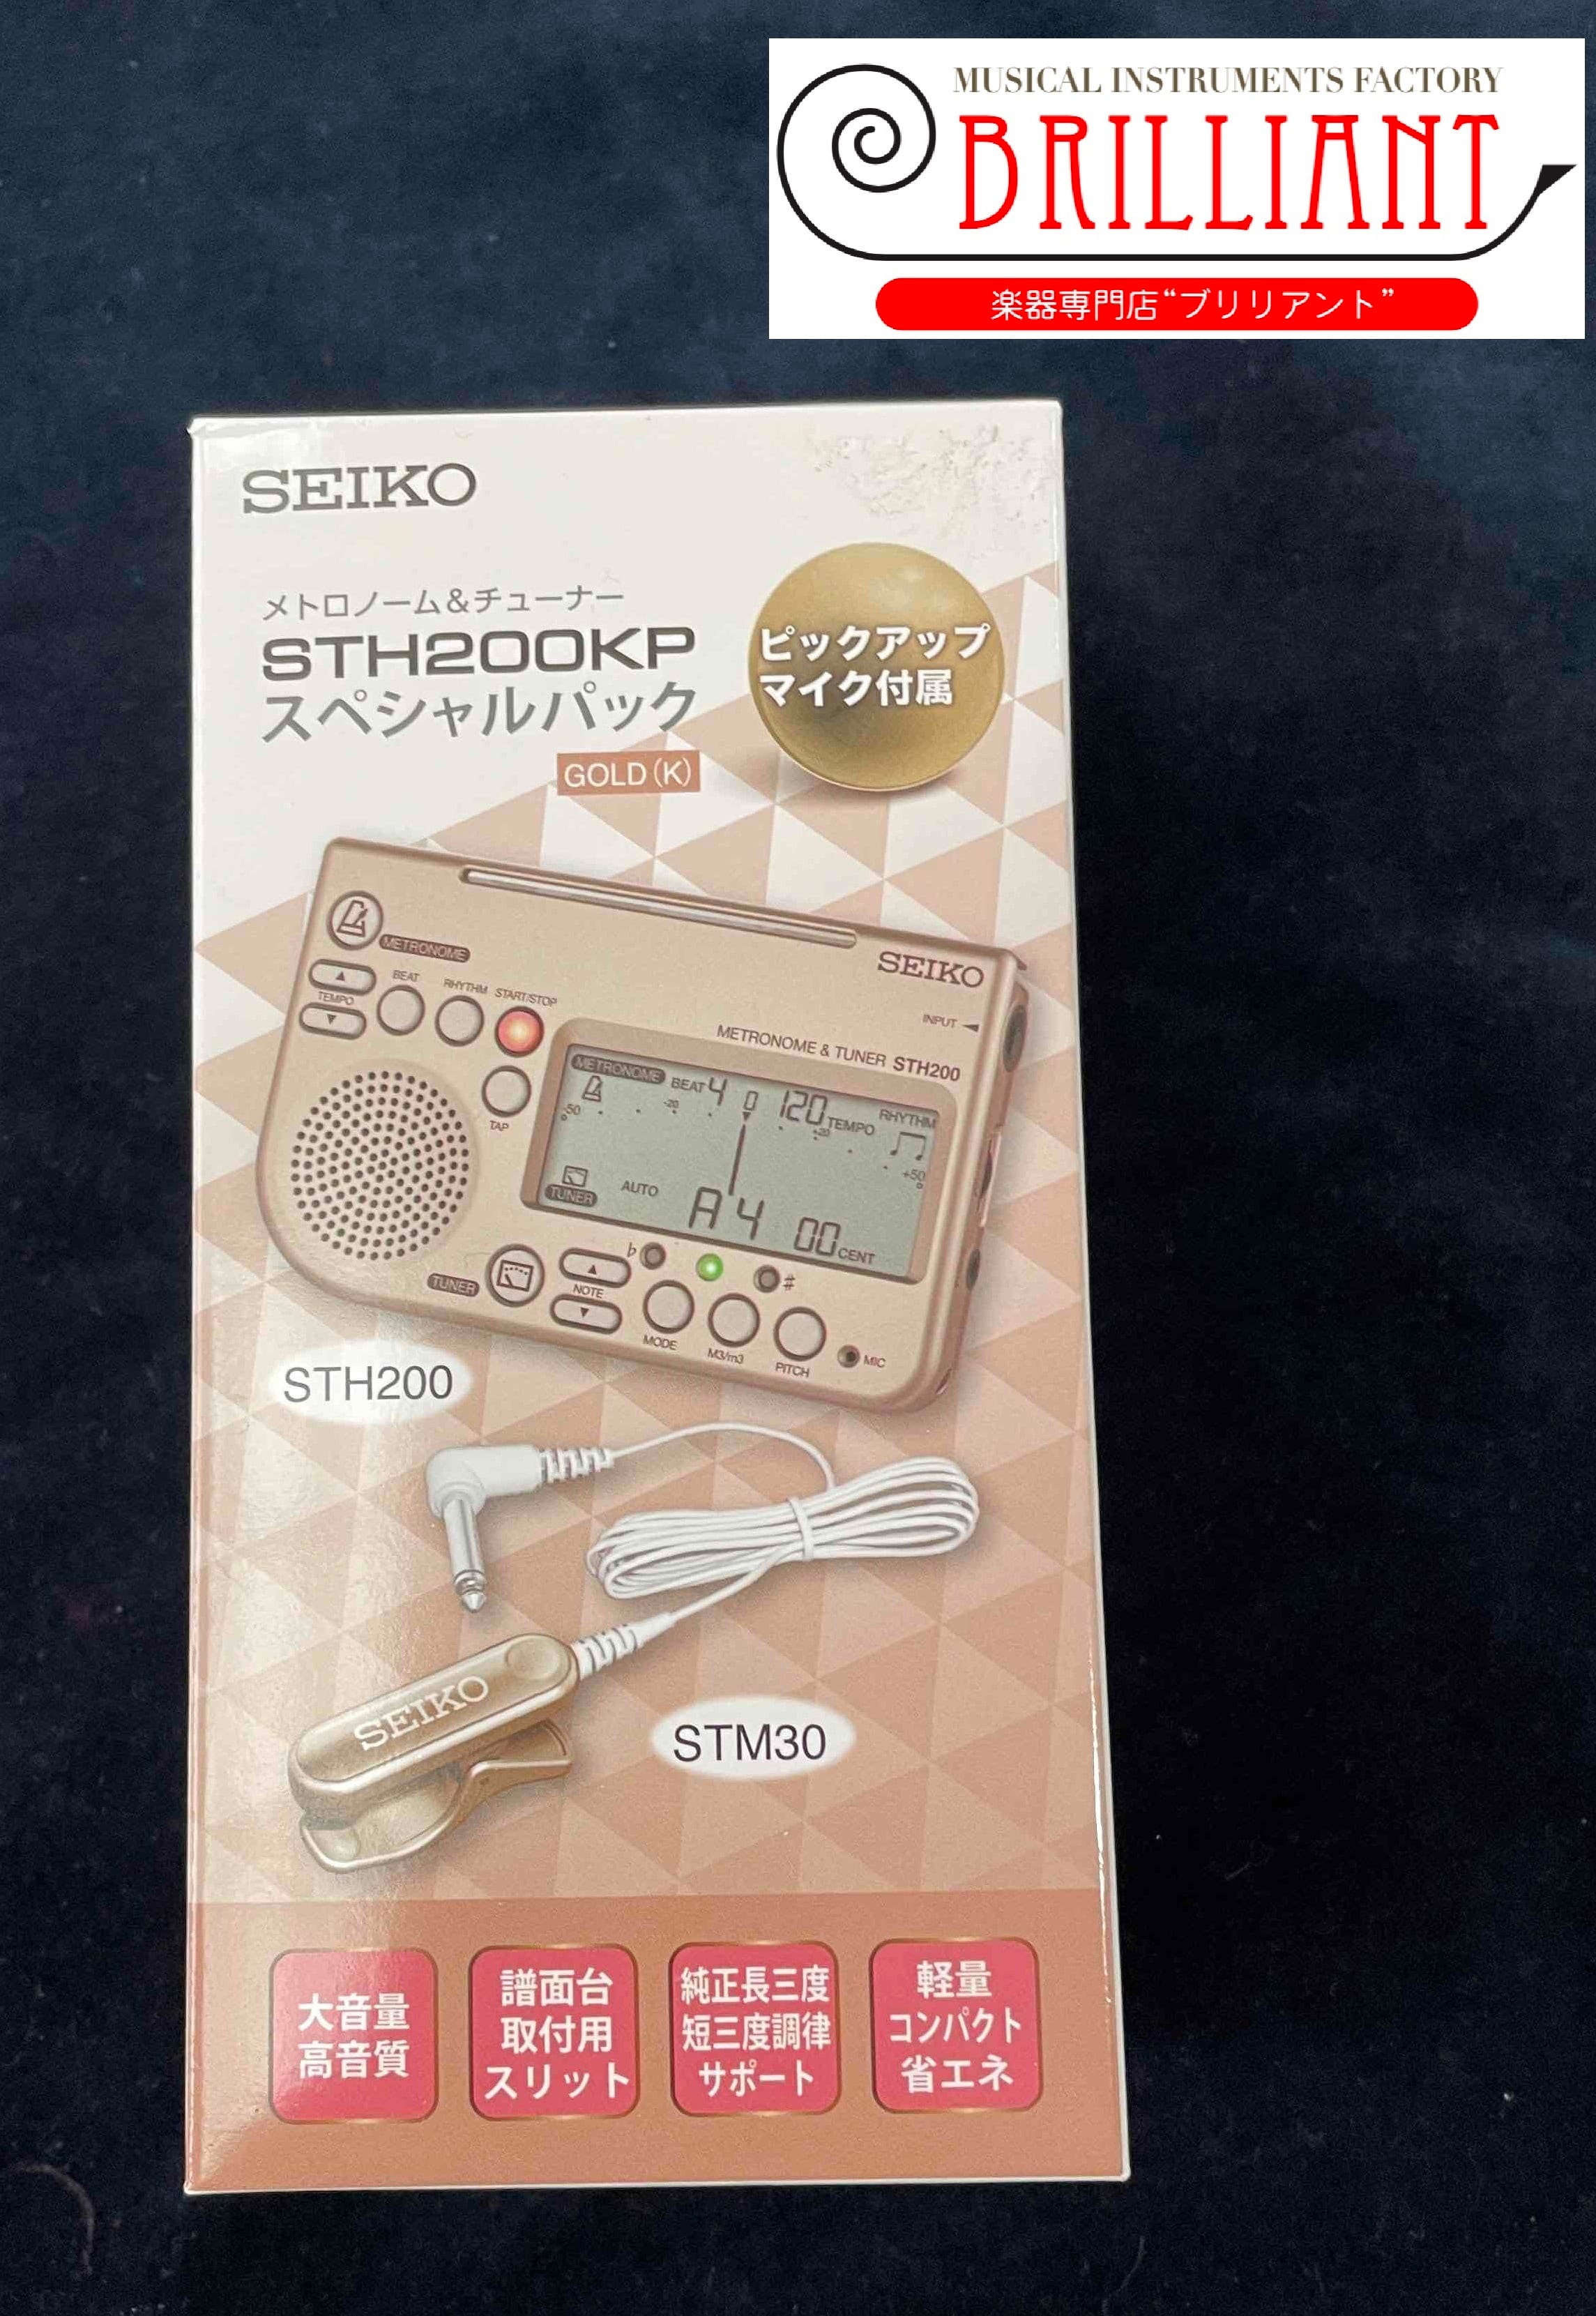 MUSICAL INSTRUMENTS FACTORY
BRILLIANT
楽器専門店“ブリリアント”
SEIKO
メトロノーム＆チューナー
STH200KP
スペシャルパック
GOLD（K）
ピックアップ
マイク付属
METRONOME
BEAT
RHYTHM
START/STOP
TEMPO
TAP
SEIKO
INPUT
METRONOME & TUNER STH200
METRONOME
BEAT 4
0
120 TEMPO
RHYTHM
-50
-20
+20
+50
TUNER
AUTO
A4
00 CENT
♭
♯
TUNER
NOTE
MODE
M3/m3
PITCH
MIC
STH200
SEIKO
STM30
大音量
高音質
譜面台
取付用
スリット
純正長三度
短三度調律
サポート
軽量
コンパクト
省エネ